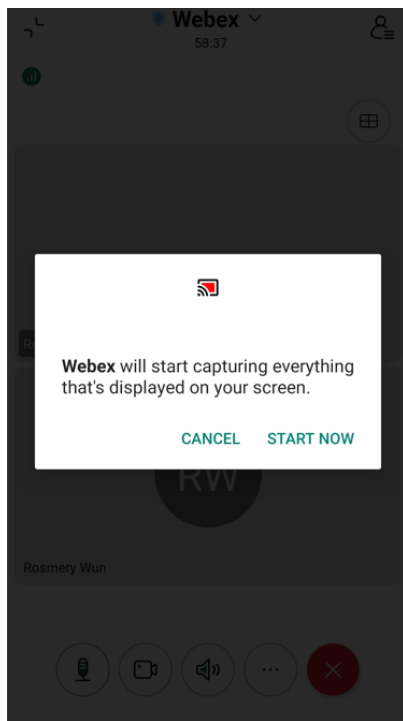 Webex
58:37
Webex will start capturing everything
that's displayed on your screen.
CANCEL START NOW
RW
Rosmery Wun